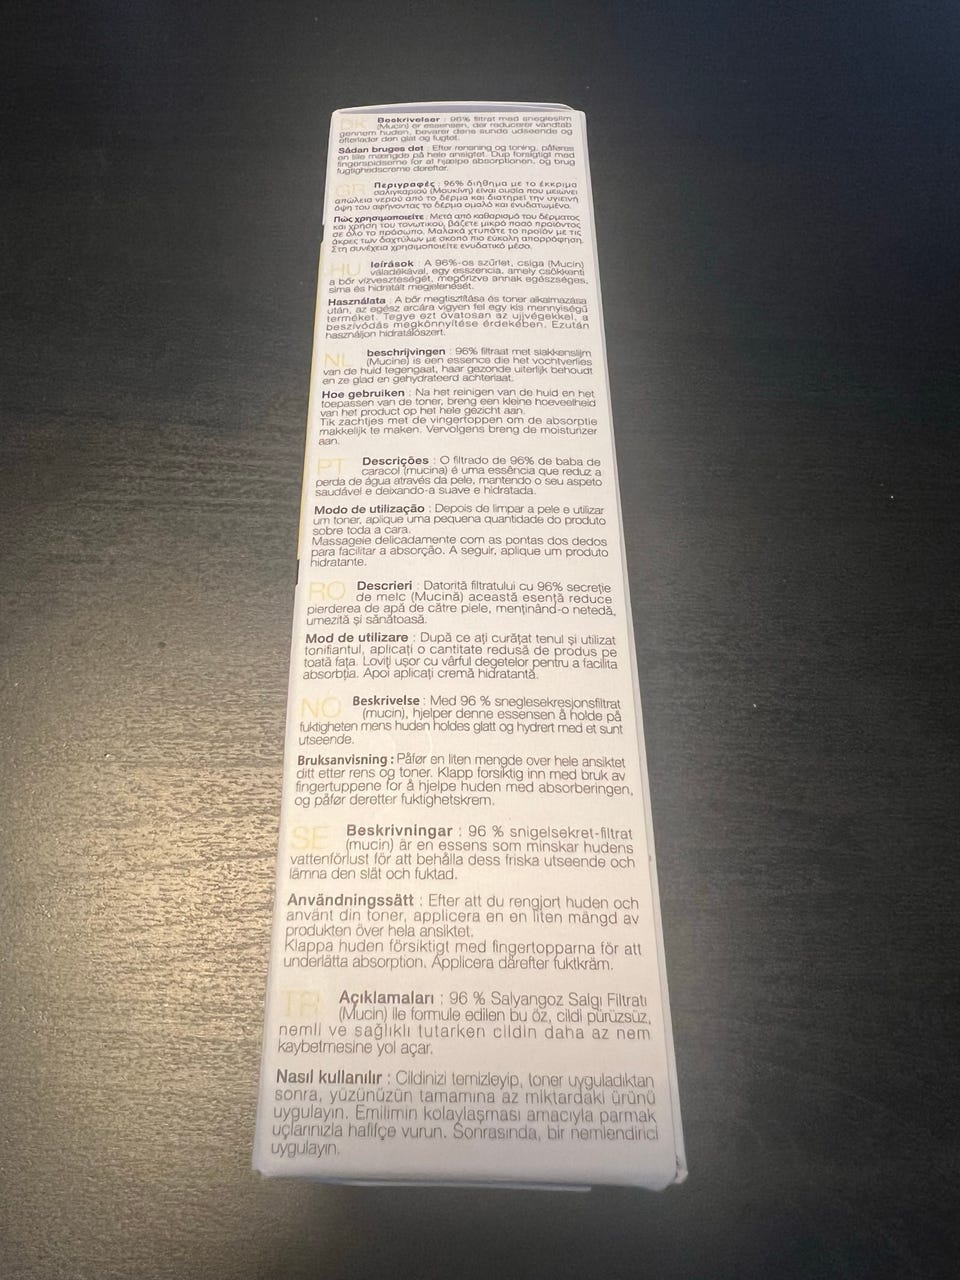 DK Beskrivelser : 96% filtrat med snegleslim
(Mucin) er essensen, der reducerer vandtab
gennem huden, bevarer dens sunde udseende og
efterlader den glat og fugtet.
Sådan bruges det : Efter rensning og toning, påføres
en lille mængde på hele ansigtet. Dup forsigtigt med
fingerspidserne for at hjælpe absorptionen, og brug
fugtighedscreme derefter.
GR Περιγραφές : 96% διήθημα με το έκκριμα
σαλιγκαριού (Μουκίνη) είναι ουσία που μειώνει
απώλεια νερού από το δέρμα και διατηρεί την υγιεινή
όψη του αφήνοντας το δέρμα ομαλό και ενυδατωμένο.
Πώς χρησιμοποιείτε : Μετά από καθαρισμό του δέρματος
και χρήση του τονωτικού, βάζετε μικρό ποσό προϊόντος
σε όλο το πρόσωπο. Μαλακά χτυπάτε το προϊόν με τις
άκρες των δαχτύλων με σκοπό πιο εύκολη απορρόφηση.
Στη συνέχεια χρησιμοποιείτε ενυδατικό μέσο.
HU leírások : A 96%-os szűrlet, csiga (Mucin)
váladékával, egy esszencia, amely csökkenti
a bőr vízveszteségét, megőrizve annak egészséges,
sima és hidratált megjelenését.
Használata : A bőr megtisztítása és toner alkalmazása
után, az egész arcára vigyen fel egy kis mennyiségű
terméket. Tegye ezt óvatosan az ujjvégekkel, a
beszívódás megkönnyítése érdekében. Ezután
használjon hidratálószert.
NL beschrijvingen : 96% filtraat met slakkenslijm
(Mucine) is een essence die het vochtverlies
van de huid tegengaat, haar gezonde uiterlijk behoudt
en ze glad en gehydrateerd achterlaat.
Hoe gebruiken : Na het reinigen van de huid en het
toepassen van de toner, breng een kleine hoeveelheid
van het product op het hele gezicht aan.
Tik zachtjes met de vingertoppen om de absorptie
makkelijk te maken. Vervolgens breng de moisturizer
aan.
PT Descrições : O filtrado de 96% de baba de
caracol (mucina) é uma essência que reduz a
perda de água através da pele, mantendo o seu aspeto
saudável e deixando-a suave e hidratada.
Modo de utilização : Depois de limpar a pele e utilizar
um toner, aplique uma pequena quantidade do produto
sobre toda a cara.
Massageie delicadamente com as pontas dos dedos
para facilitar a absorção. A seguir, aplique um produto
hidratante.
RO Descrieri : Datorită filtratului cu 96% secreție
de melc (Mucină) această esență reduce
pierderea de apă de către piele, menținând-o netedă,
umezită și sănătoasă.
Mod de utilizare : După ce ați curățat tenul și utilizat
tonifiantul, aplicați o cantitate redusă de produs pe
toată fața. Loviți ușor cu vârful degetelor pentru a facilita
absorbția. Apoi aplicați cremă hidratantă.
NO Beskrivelse : Med 96 % sneglesekresjonsfiltrat
(mucin), hjelper denne essensen å holde på
fuktigheten mens huden holdes glatt og hydrert med et sunt
utseende.
Bruksanvisning : Påfør en liten mengde over hele ansiktet
ditt etter rens og toner. Klapp forsiktig inn med bruk av
fingertuppene for å hjelpe huden med absorberingen,
og påfør deretter fuktighetskrem.
SE Beskrivningar : 96 % snigelsekret-filtrat
(mucin) är en essens som minskar hudens
vattenförlust för att behålla dess friska utseende och
lämna den slät och fuktad.
Användningssätt : Efter att du rengjort huden och
använt din toner, applicera en en liten mängd av
produkten över hela ansiktet.
Klappa huden försiktigt med fingertopparna för att
underlätta absorption. Applicera därefter fuktkräm.
TR Açıklamaları : 96 % Salyangoz Salgı Filtratı
(Mucin) ile formule edilen bu öz, cildi pürüzsüz,
nemli ve sağlıklı tutarken cildin daha az nem
kaybetmesine yol açar.
Nasıl kullanılır : Cildinizi temizleyip, toner uyguladıktan
sonra, yüzünüzün tamamına az miktardaki ürünü
uygulayın. Emilimin kolaylaşması amacıyla parmak
uçlarınızla hafifçe vurun. Sonrasında, bir nemlendirici
uygulayın.